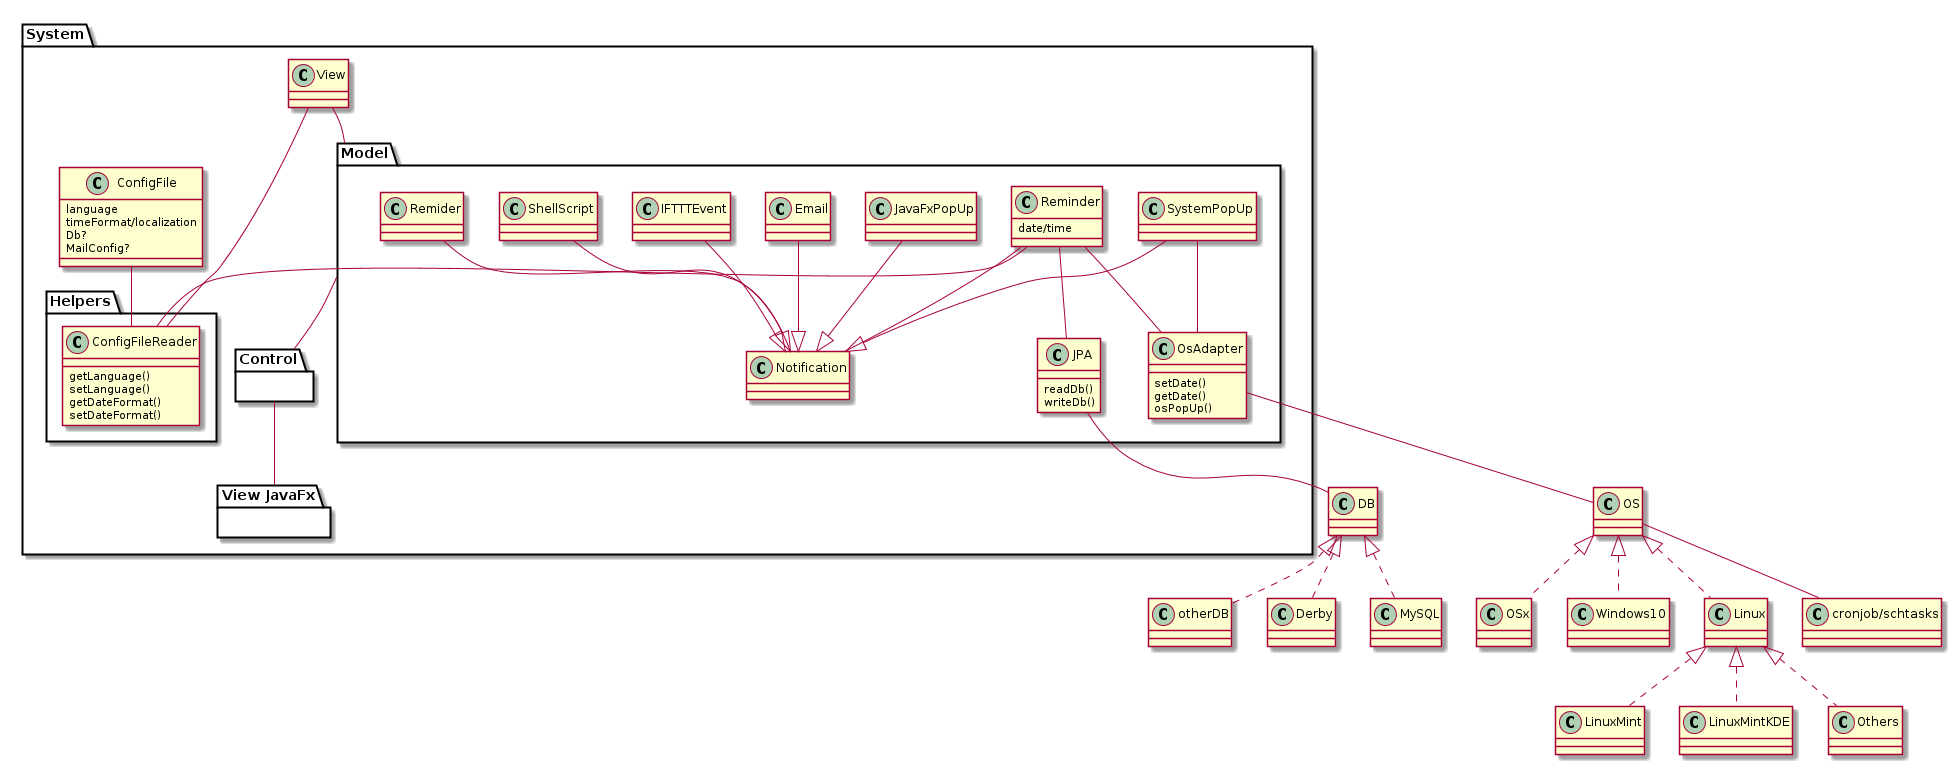 System
C View
Model
C ConfigFile
language
timeFormat/localization
Db?
MailConfig?
C Remider
C ShellScript
C IFTTTEvent
C Email
C JavaFxPopUp
C Reminder
date/time
C SystemPopUp
Helpers
C ConfigFileReader
getLanguage()
setLanguage()
getDateFormat()
setDateFormat()
Control
C Notification
C JPA
readDb()
writeDb()
C OsAdapter
setDate()
getDate()
osPopUp()
View JavaFx
C DB
C OS
C otherDB
C Derby
C MySQL
C OSx
C Windows10
C Linux
C cronjob/schtasks
C LinuxMint
C LinuxMintKDE
C Others